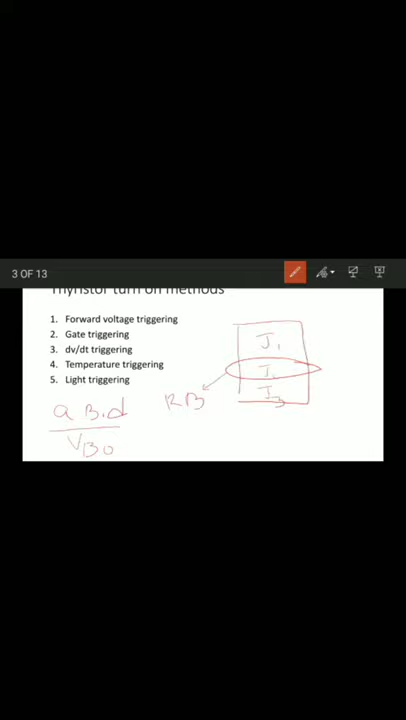 3 OF 13
Thyristor turn on methods
1. Forward voltage triggering
2. Gate triggering
3. dv/dt triggering
4. Temperature triggering
5. Light triggering
J1
J
J3
RB
a B.d
VBO